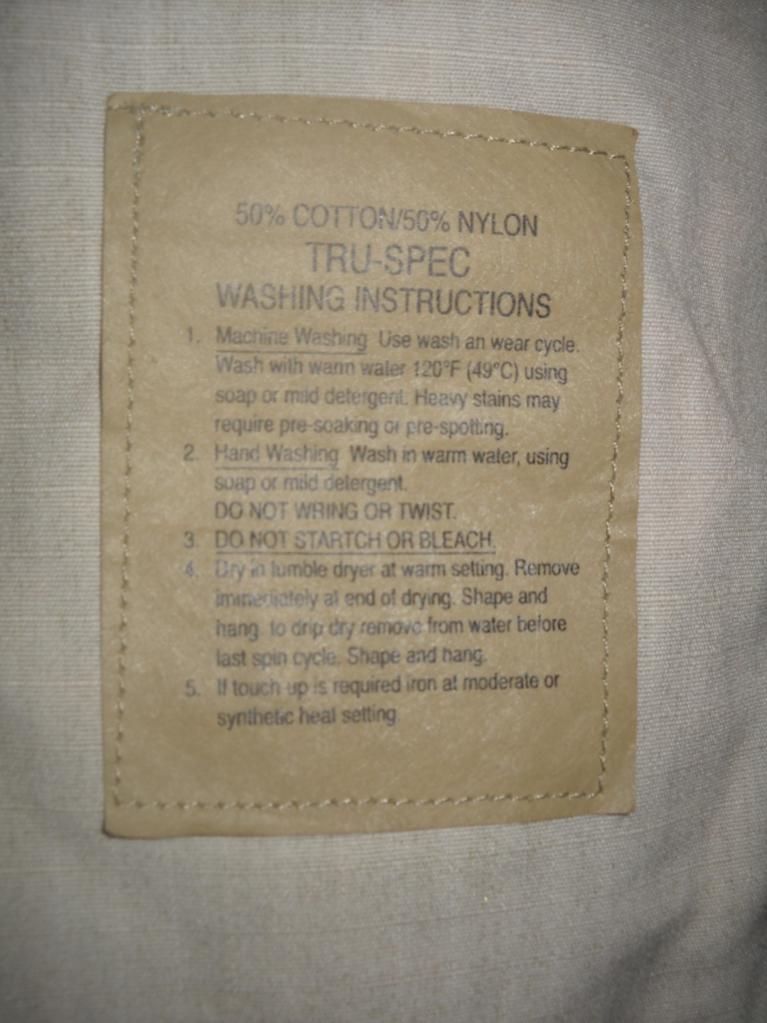 50% COTTON/50% NYLON
TRU-SPEC
WASHING INSTRUCTIONS
1. Machine Washing Use wash an wear cycle.
Wash with warm water 120°F (49°C) using
soap or mild detergent. Heavy stains may
require pre-soaking or pre-spotting.
2. Hand Washing Wash in warm water, using
soap or mild detergent.
DO NOT WRING OR TWIST.
3. DO NOT STARTCH OR BLEACH.
4. Dry in tumble dryer at warm setting. Remove
immediately at end of drying. Shape and
hang. to drip dry remove from water before
last spin cycle. Shape and hang.
5. If touch up is required iron at moderate or
synthetic heat setting.